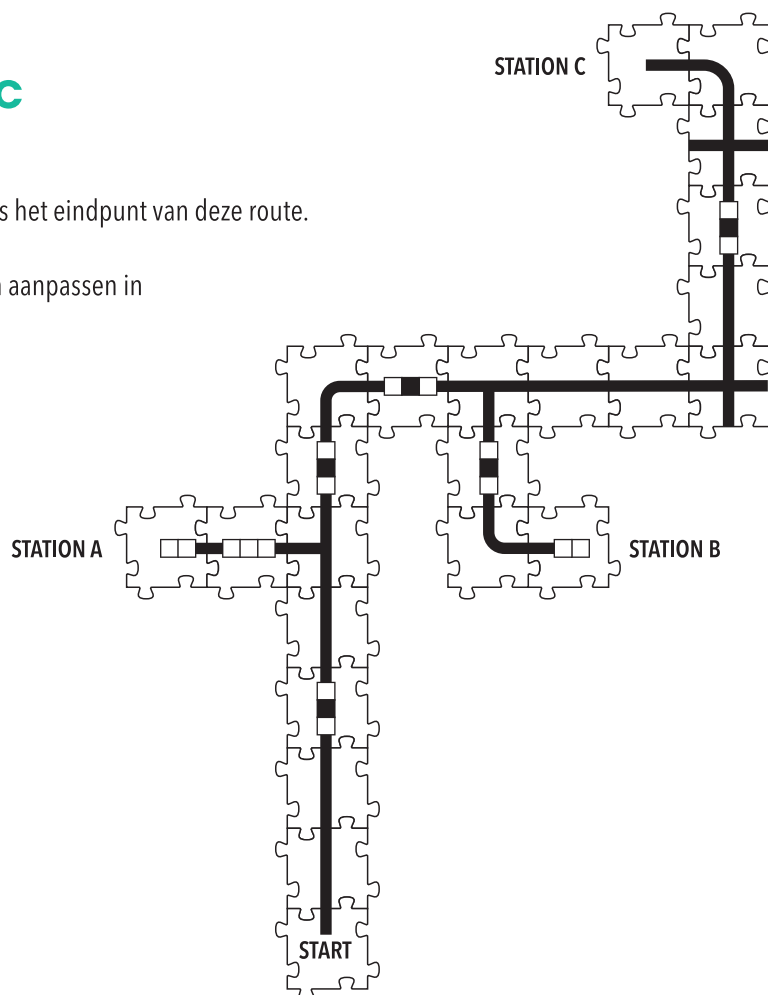 STATION C
C
s het eindpunt van deze route.
aanpassen in
STATION A
STATION B
START